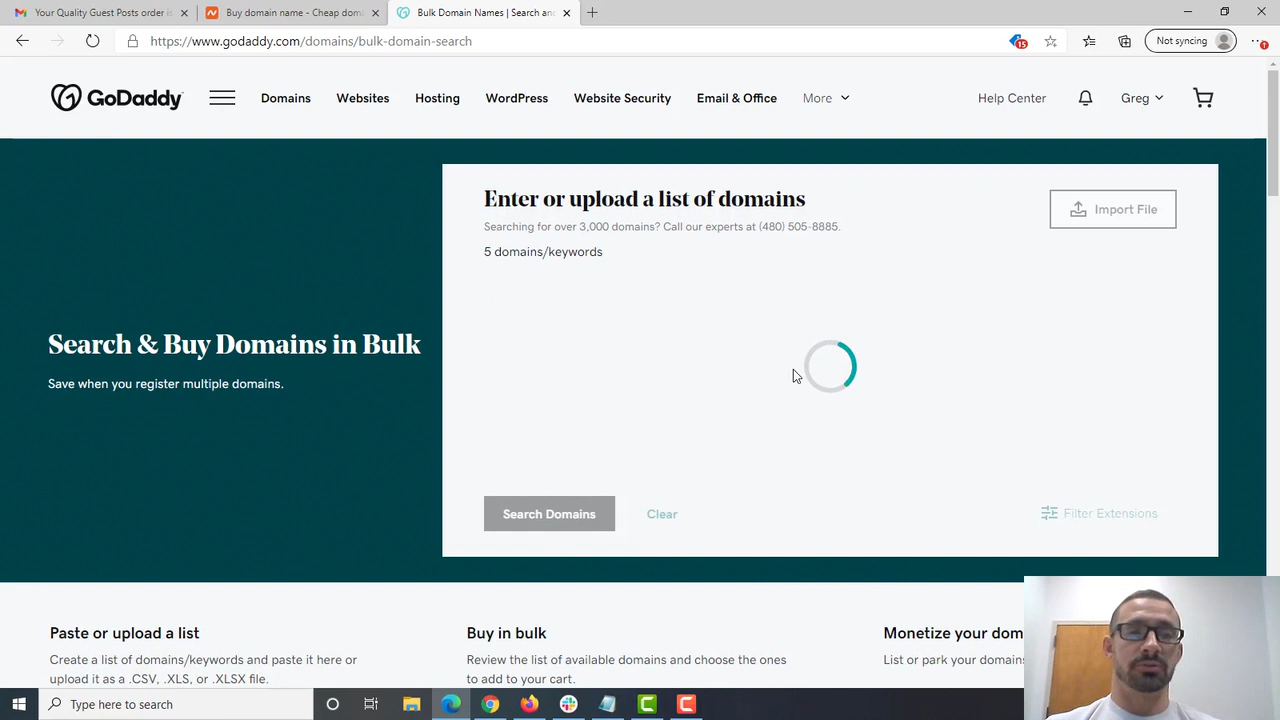 Your Quality Guest Posts order is
Buy domain name - Cheap dom
Bulk Domain Names | Search an
https://www.godaddy.com/domains/bulk-domain-search
15
Not syncing
1
GoDaddy
Domains
Websites
Hosting
WordPress
Website Security
Email & Office
More
Help Center
Greg
Enter or upload a list of domains
Import File
Searching for over 3,000 domains? Call our experts at (480) 505-8885.
5 domains/keywords
Search & Buy Domains in Bulk
Save when you register multiple domains.
Search Domains
Clear
Filter Extensions
Paste or upload a list
Buy in bulk
Monetize your dom
Create a list of domains/keywords and paste it here or
upload it as a .CSV, .XLS, or .XLSX file.
Review the list of available domains and choose the ones
to add to your cart.
List or park your domains
Type here to search